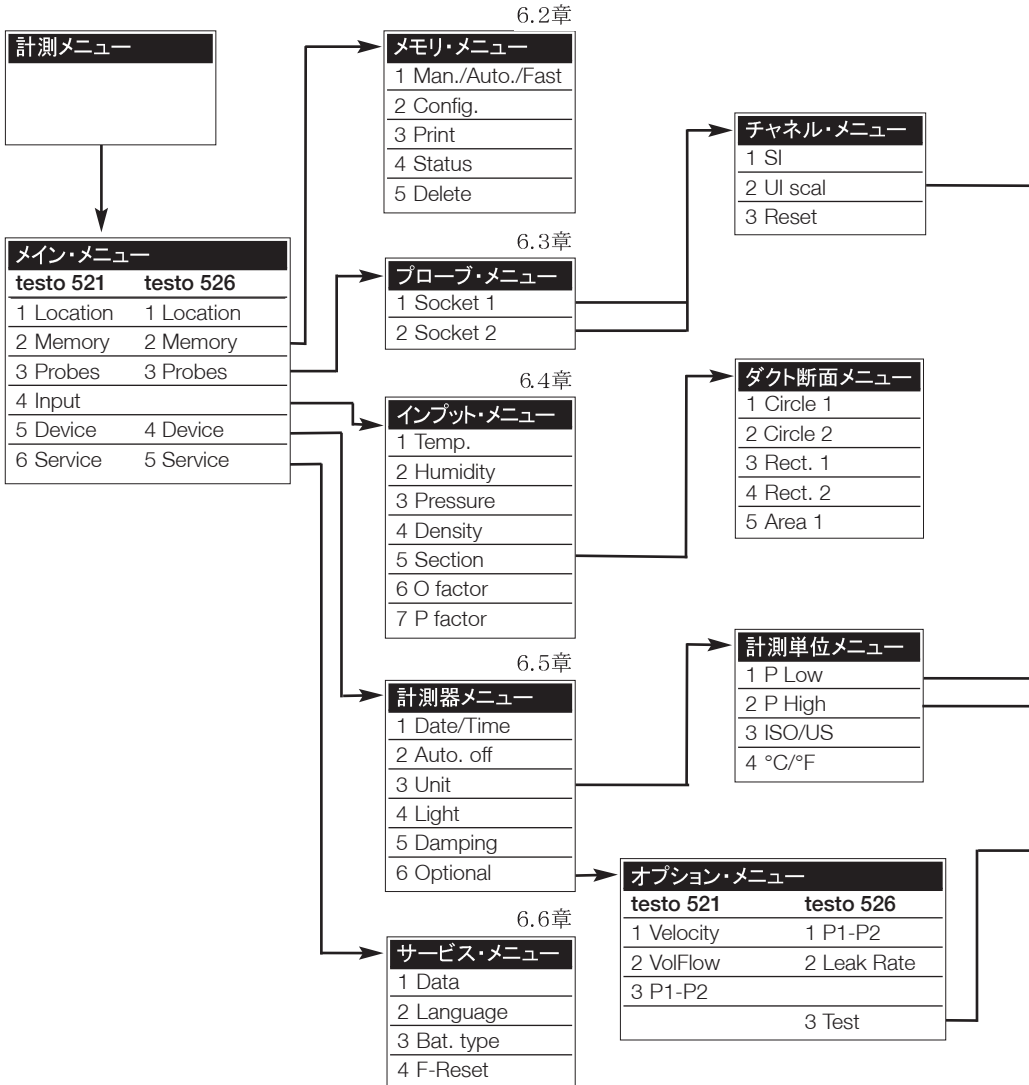 計測メニュー
6.2章
メモリ・メニュー
1 Man./Auto./Fast
2 Config.
3 Print
4 Status
5 Delete
チャネル・メニュー
1 SI
2 UI scal
3 Reset
メイン・メニュー
testo 521 testo 526
1 Location 1 Location
2 Memory 2 Memory
3 Probes 3 Probes
4 Input
5 Device 4 Device
6 Service 5 Service
6.3章
プローブ・メニュー
1 Socket 1
2 Socket 2
6.4章
インプット・メニュー
1 Temp.
2 Humidity
3 Pressure
4 Density
5 Section
6 O factor
7 P factor
ダクト断面メニュー
1 Circle 1
2 Circle 2
3 Rect. 1
4 Rect. 2
5 Area 1
6.5章
計測器メニュー
1 Date/Time
2 Auto. off
3 Unit
4 Light
5 Damping
6 Optional
計測単位メニュー
1 P Low
2 P High
3 ISO/US
4 °C/°F
オプション・メニュー
testo 521 testo 526
1 Velocity 1 P1-P2
2 VolFlow 2 Leak Rate
3 P1-P2
3 Test
6.6章
サービス・メニュー
1 Data
2 Language
3 Bat. type
4 F-Reset